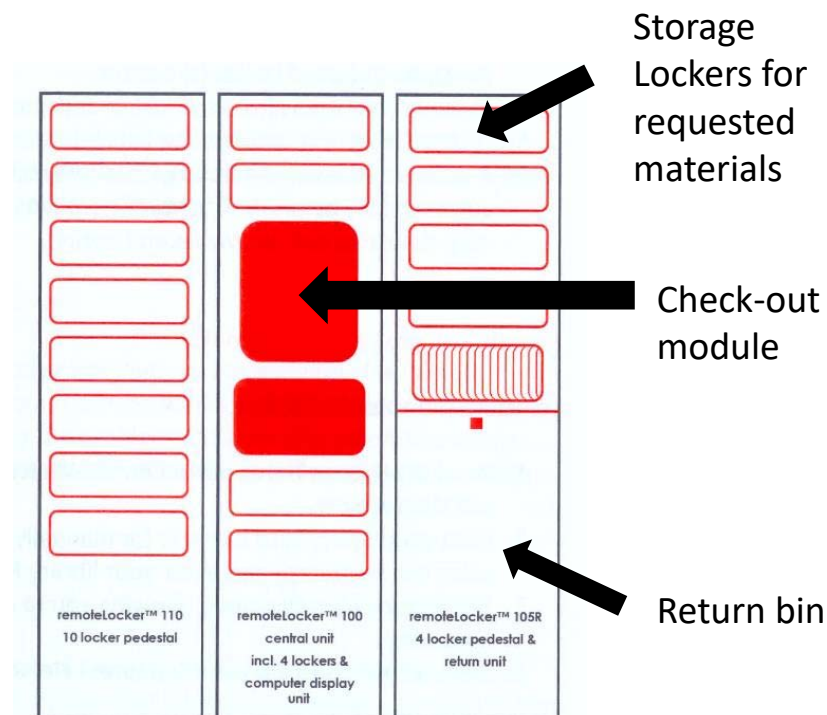 Storage
Lockers for
requested
materials
Check-out
module
Return bin
remoteLocker™ 110
10 locker pedestal
remoteLocker™ 100
central unit
incl. 4 lockers &
computer display
unit
remoteLocker™ 105R
4 locker pedestal &
return unit